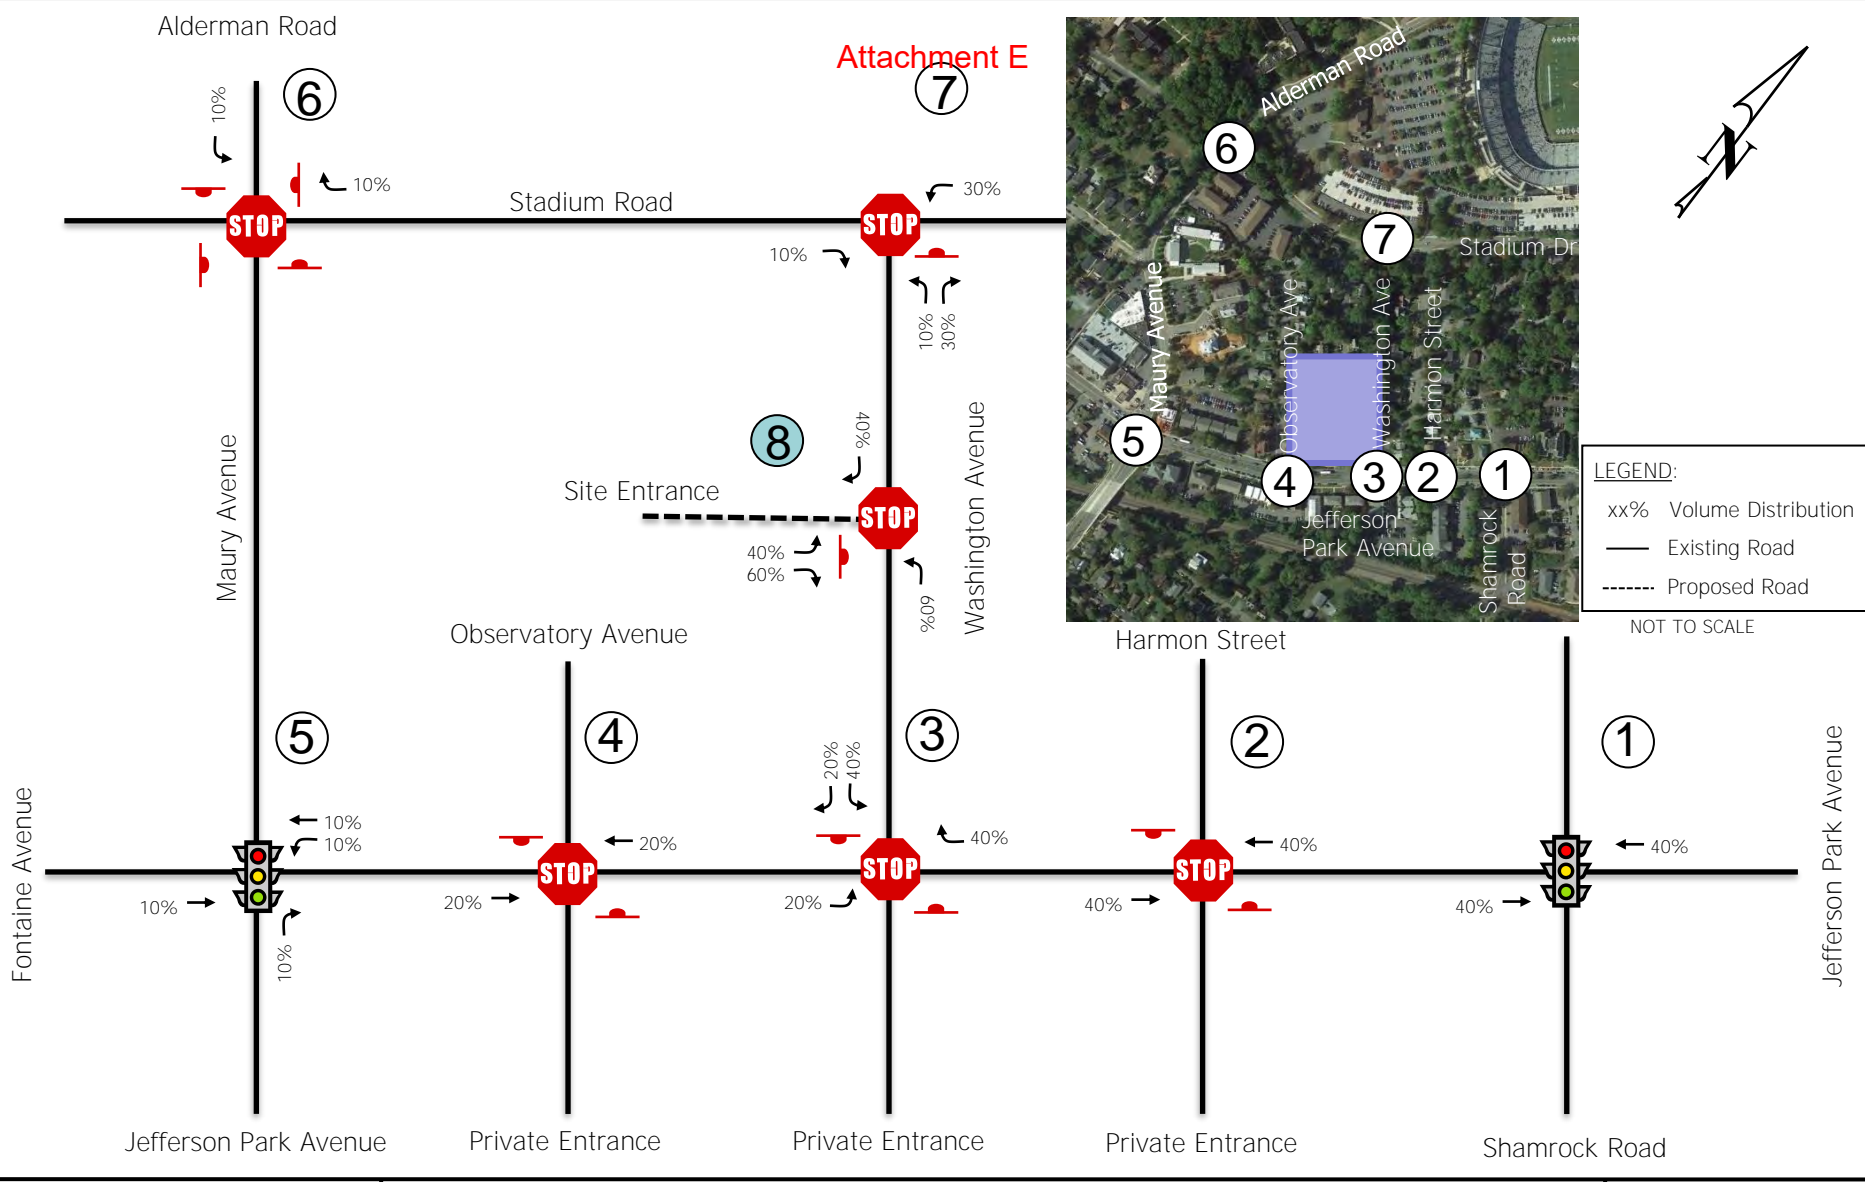 Alderman Road
Attachment E
6
7
10%
10%
STOP
Stadium Road
STOP
30%
10%
10%
30%
Maury Avenue
8
40%
Site Entrance
STOP
40%
60%
60%
Washington Avenue
Observatory Avenue
Harmon Street
5
4
3
2
1
Fontaine Avenue
10%
10%
10%
10%
20%
STOP
20%
20%
40%
STOP
40%
20%
40%
STOP
40%
40%
40%
Jefferson Park Avenue
Jefferson Park Avenue
Private Entrance
Private Entrance
Private Entrance
Shamrock Road
Alderman Road
6
7
Stadium Dr
Maury Avenue
Observatory Ave
Washington Ave
Harmon Street
5
4
3
2
1
Jefferson
Park Avenue
Shamrock
Road
N
LEGEND:
xx% Volume Distribution
Existing Road
Proposed Road
NOT TO SCALE